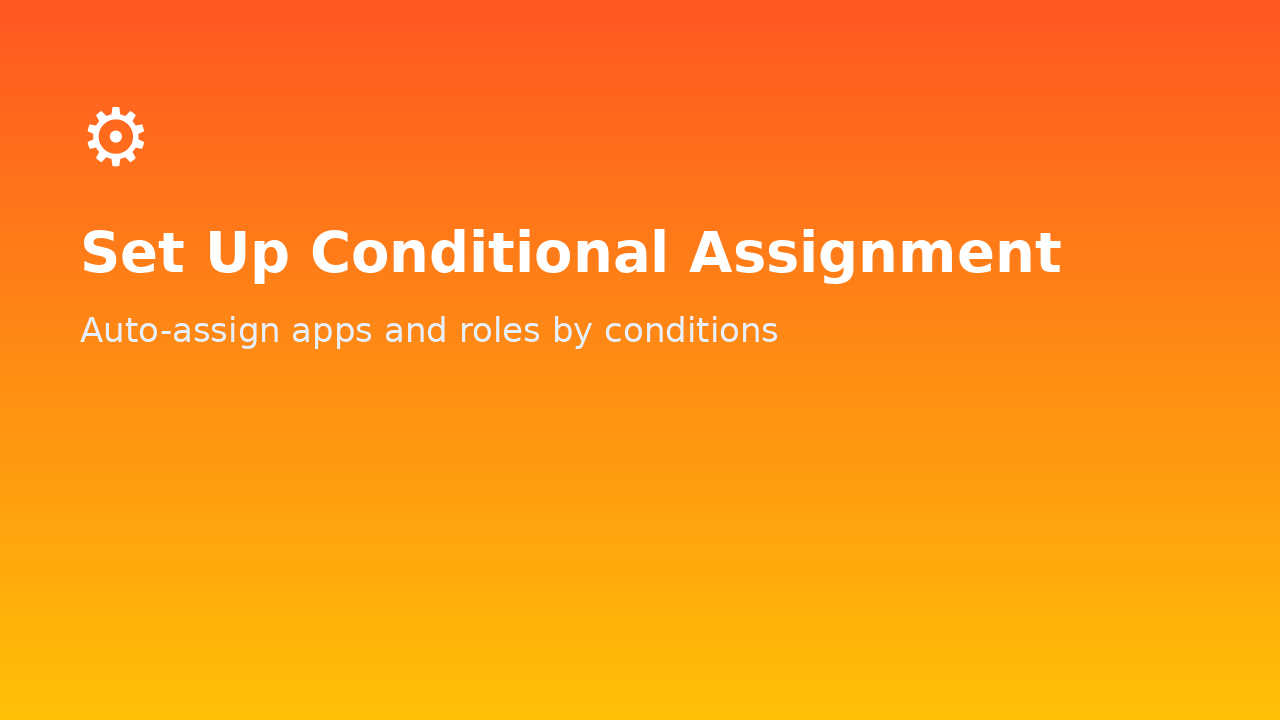 Set Up Conditional Assignment
Auto-assign apps and roles by conditions